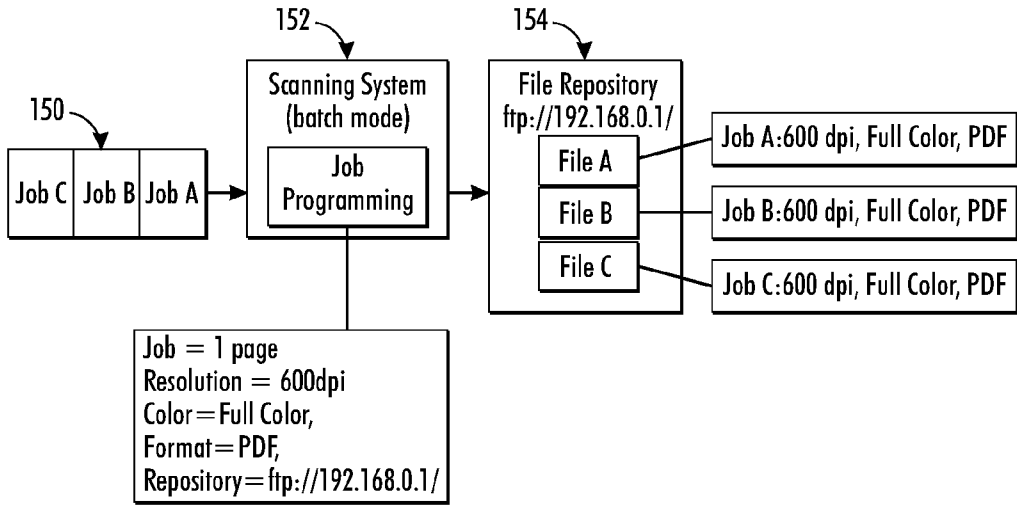 150
Job C
Job B
Job A
152
Scanning System
(batch mode)
Job
Programming
154
File Repository
ftp://192.168.0.1/
File A
File B
File C
Job A:600 dpi, Full Color, PDF
Job B:600 dpi, Full Color, PDF
Job C:600 dpi, Full Color, PDF
Job = 1 page
Resolution = 600dpi
Color=Full Color,
Format=PDF,
Repository=ftp://192.168.0.1/